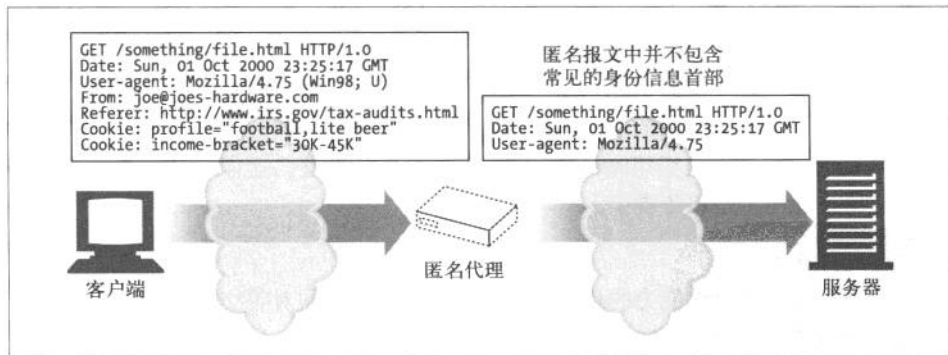 GET /something/file.html HTTP/1.0
Date: Sun, 01 Oct 2000 23:25:17 GMT
User-agent: Mozilla/4.75 (Win98; U)
From: joe@joes-hardware.com
Referer: http://www.irs.gov/tax-audits.html
Cookie: profile="football,lite beer"
Cookie: income-bracket="30K-45K"
匿名报文中并不包含
常见的身份信息首部
GET /something/file.html HTTP/1.0
Date: Sun, 01 Oct 2000 23:25:17 GMT
User-agent: Mozilla/4.75
客户端
匿名代理
服务器